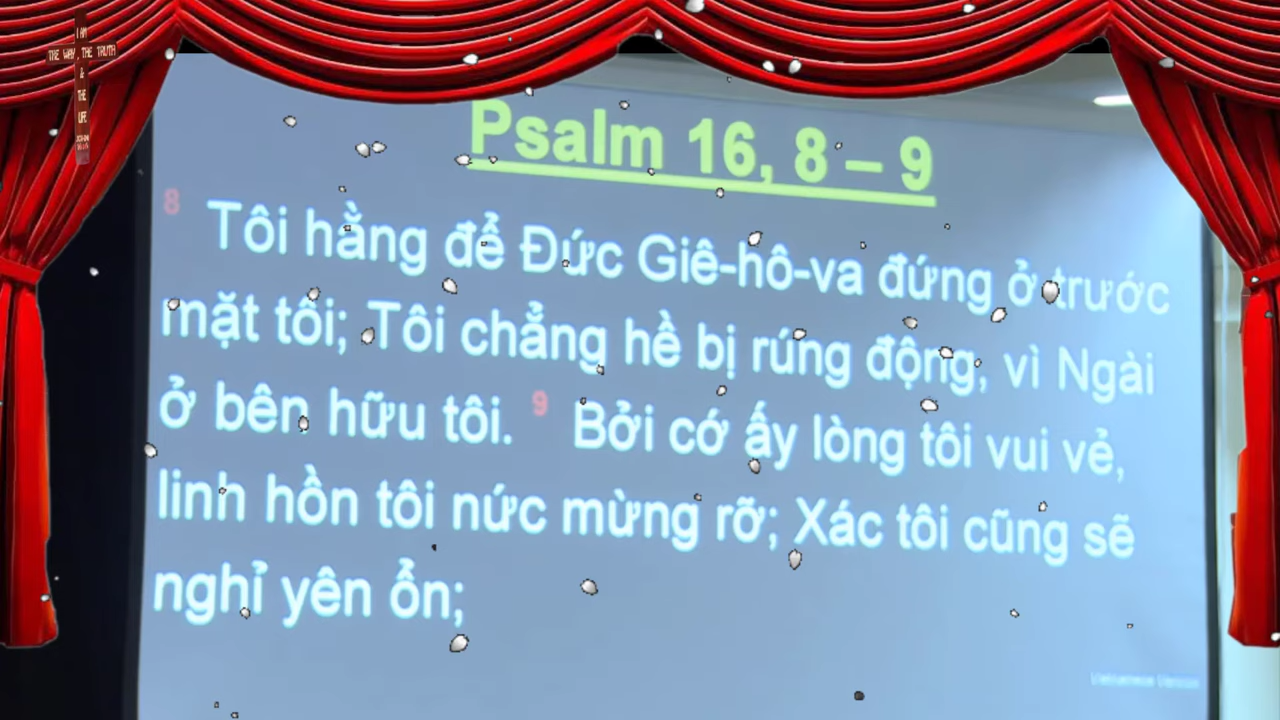 I AM
THE WAY, THE TRUTH
&
THE
LIFE
Psalm 16, 8 – 9
8 Tôi hằng để Đức Giê-hô-va đứng ở trước
mặt tôi; Tôi chẳng hề bị rúng động, vì Ngài
ở bên hữu tôi. 9 Bởi cớ ấy lòng tôi vui vẻ,
linh hồn tôi nức mừng rỡ; Xác tôi cũng sẽ
nghỉ yên ổn;
Vietnamese Version